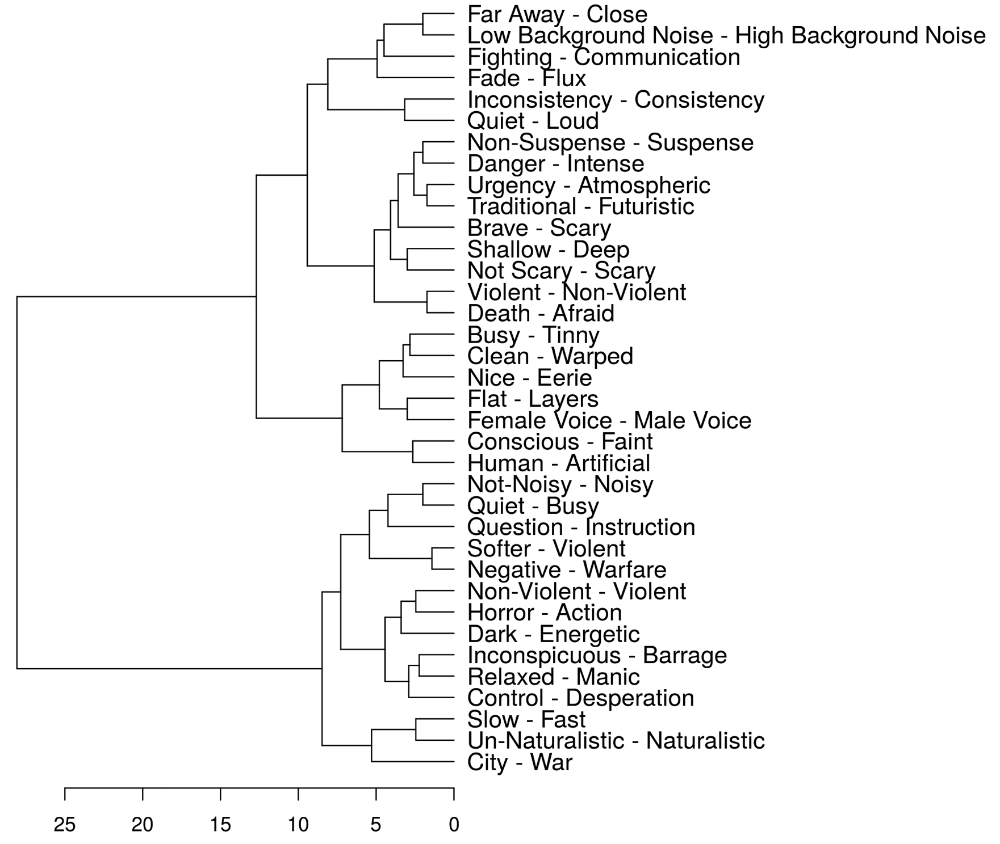 Far Away - Close
Low Background Noise - High Background Noise
Fighting - Communication
Fade - Flux
Inconsistency - Consistency
Quiet - Loud
Non-Suspense - Suspense
Danger - Intense
Urgency - Atmospheric
Traditional - Futuristic
Brave - Scary
Shallow - Deep
Not Scary - Scary
Violent - Non-Violent
Death - Afraid
Busy - Tinny
Clean - Warped
Nice - Eerie
Flat - Layers
Female Voice - Male Voice
Conscious - Faint
Human - Artificial
Not-Noisy - Noisy
Quiet - Busy
Question - Instruction
Softer - Violent
Negative - Warfare
Non-Violent - Violent
Horror - Action
Dark - Energetic
Inconspicuous - Barrage
Relaxed - Manic
Control - Desperation
Slow - Fast
Un-Naturalistic - Naturalistic
City - War
25 20 15 10 5 0